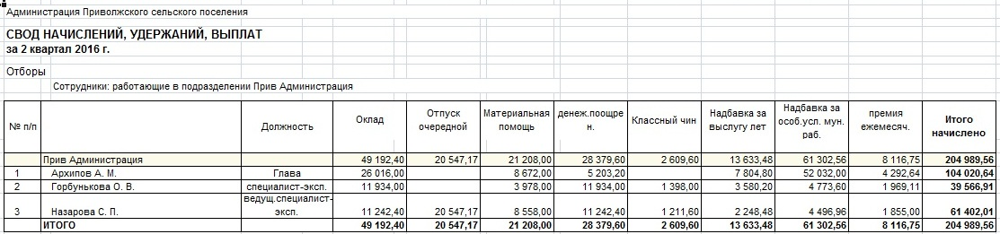 Администрация Приволжского сельского поселения
СВОД НАЧИСЛЕНИЙ, УДЕРЖАНИЙ, ВЫПЛАТ
за 2 квартал 2016 г.
Отборы
Сотрудники: работающие в подразделении Прив Администрация
№ п/п Должность Оклад Отпуск очередной Материальная помощь денеж.поощрен. Классный чин Надбавка за выслугу лет Надбавка за особ.усл. мун. раб. премия ежемесяч. Итого начислено
Прив Администрация 49 192,40 20 547,17 21 208,00 28 379,60 2 609,60 13 633,48 61 302,56 8 116,75 204 989,56
1 Архипов А. М. Глава 26 016,00 8 672,00 5 203,20 7 804,80 52 032,00 4 292,64 104 020,64
2 Горбунькова О. В. специалист-эксп. 11 934,00 3 978,00 11 934,00 1 398,00 3 580,20 4 773,60 1 969,11 39 566,91
3 Назарова С. П. ведущ.специалист-эксп. 11 242,40 20 547,17 8 558,00 11 242,40 1 211,60 2 248,48 4 496,96 1 855,00 61 402,01
ИТОГО 49 192,40 20 547,17 21 208,00 28 379,60 2 609,60 13 633,48 61 302,56 8 116,75 204 989,56